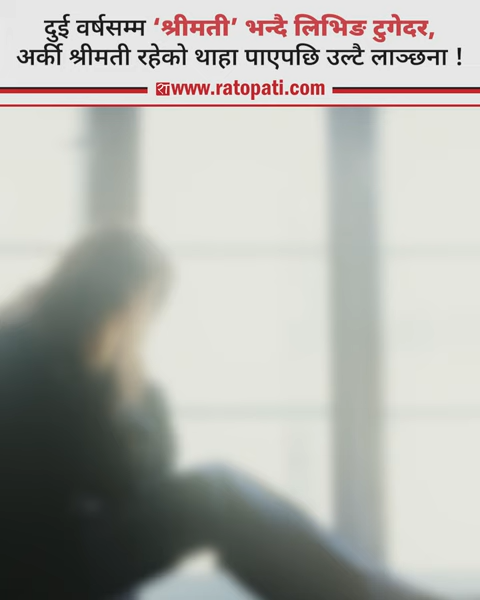 दुई वर्षसम्म ‘श्रीमती’ भन्दै लिभिङ टुगेदर,
अर्की श्रीमती रहेको थाहा पाएपछि उल्टै लाञ्छना !
www.ratopati.com